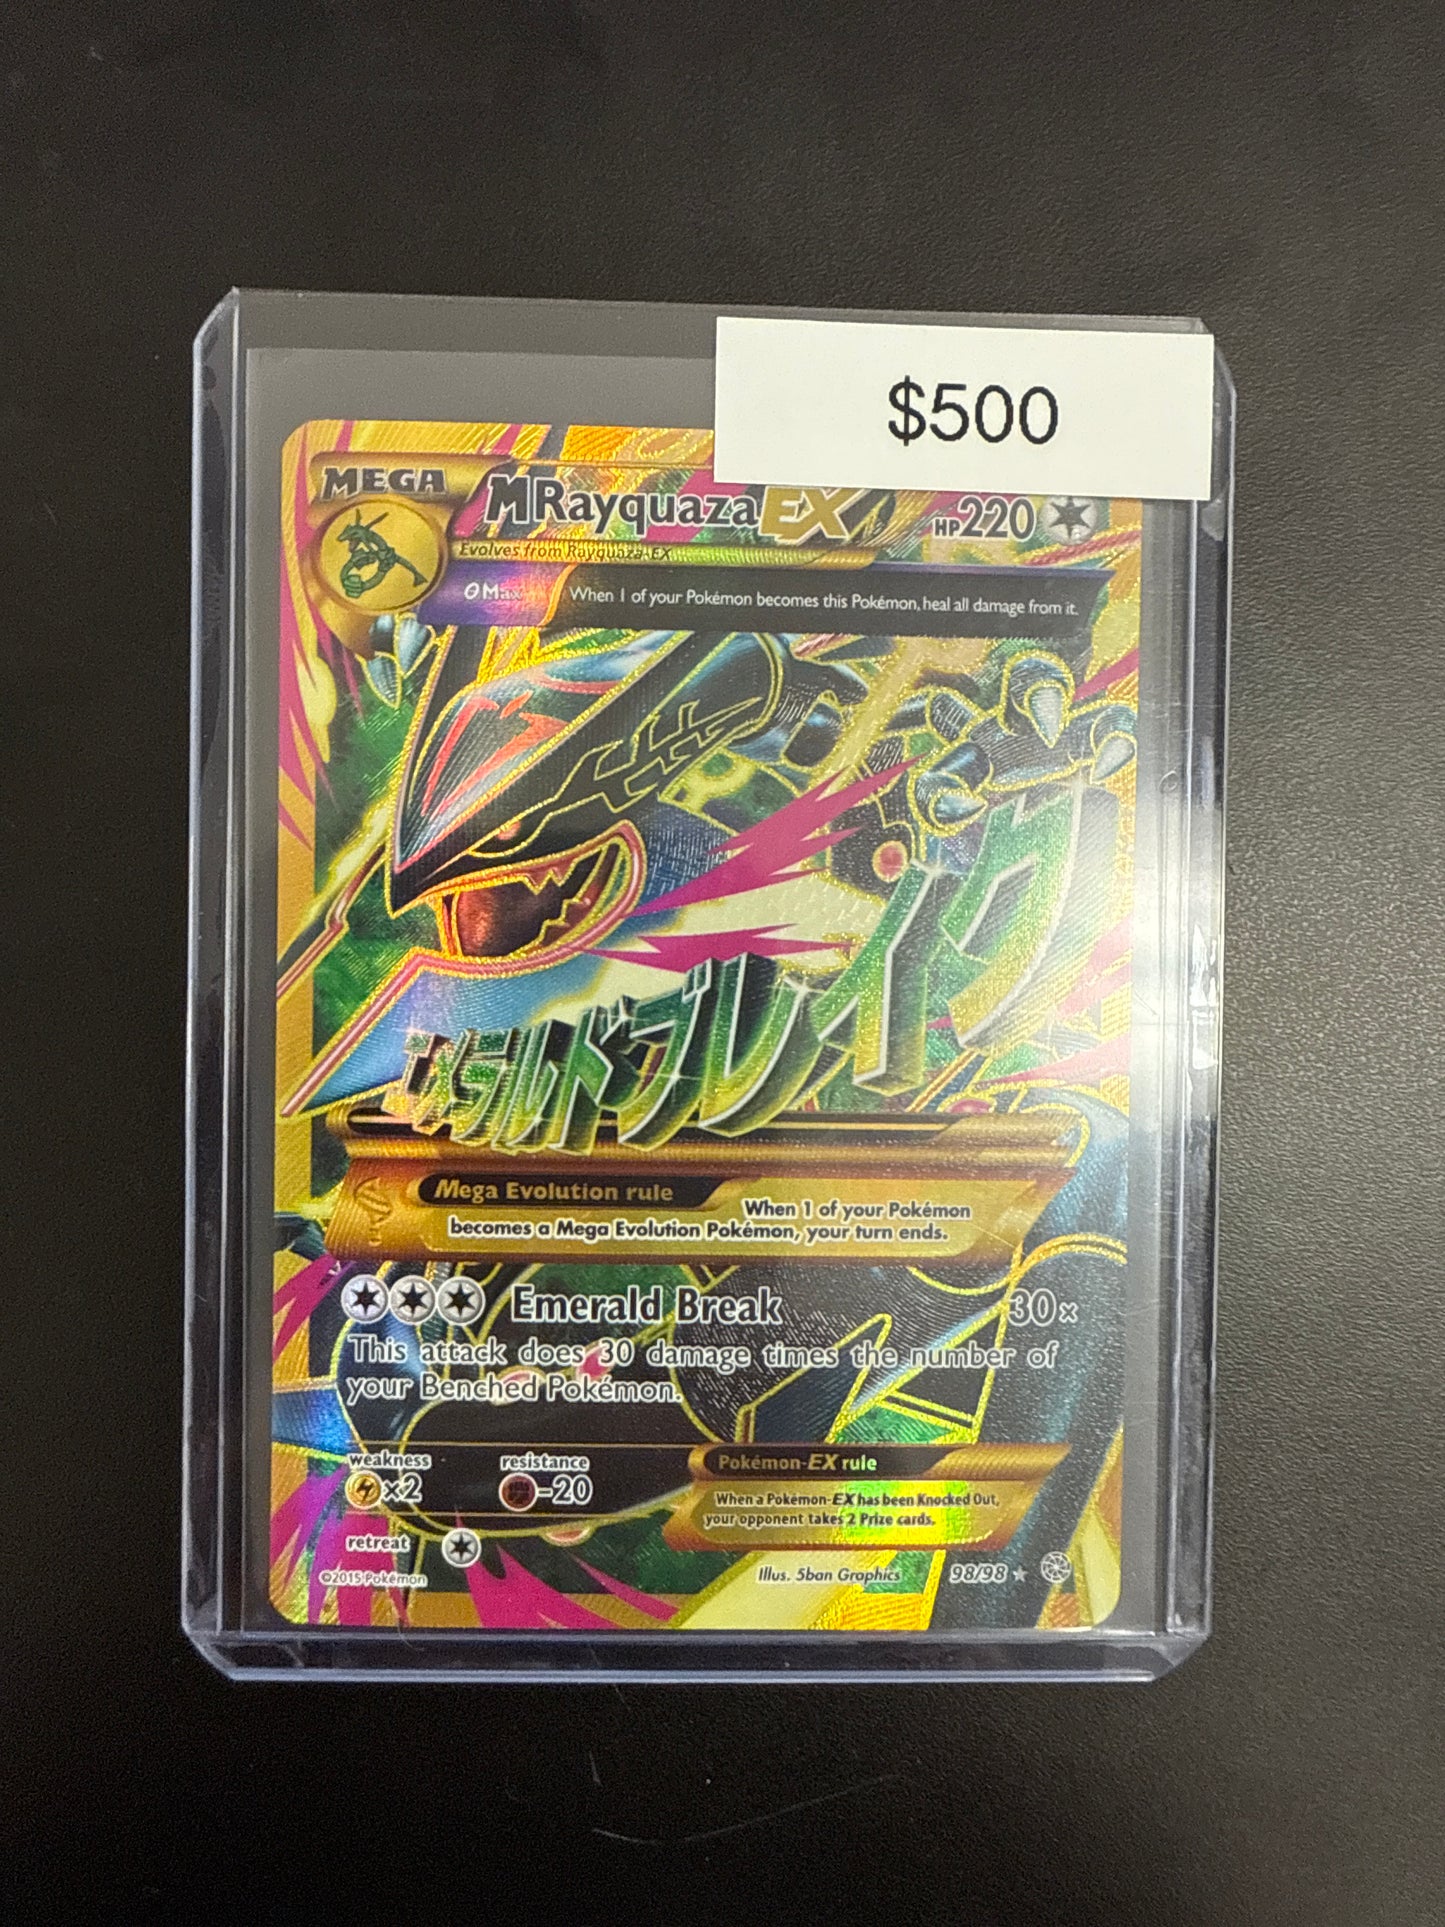 $500
MEGA
M Rayquaza EX
HP 220
Evolves from Rayquaza-EX
θ Max
When 1 of your Pokémon becomes this Pokémon, heal all damage from it.
エメラルドブレイク
Mega Evolution rule
When 1 of your Pokémon
becomes a Mega Evolution Pokémon, your turn ends.
Emerald Break 30×
This attack does 30 damage times the number of
your Benched Pokémon.
weakness resistance
×2 -20
Pokémon-EX rule
When a Pokémon-EX has been Knocked Out,
your opponent takes 2 Prize cards.
retreat
©2015 Pokémon
Illus. 5ban Graphics 98/98 ★